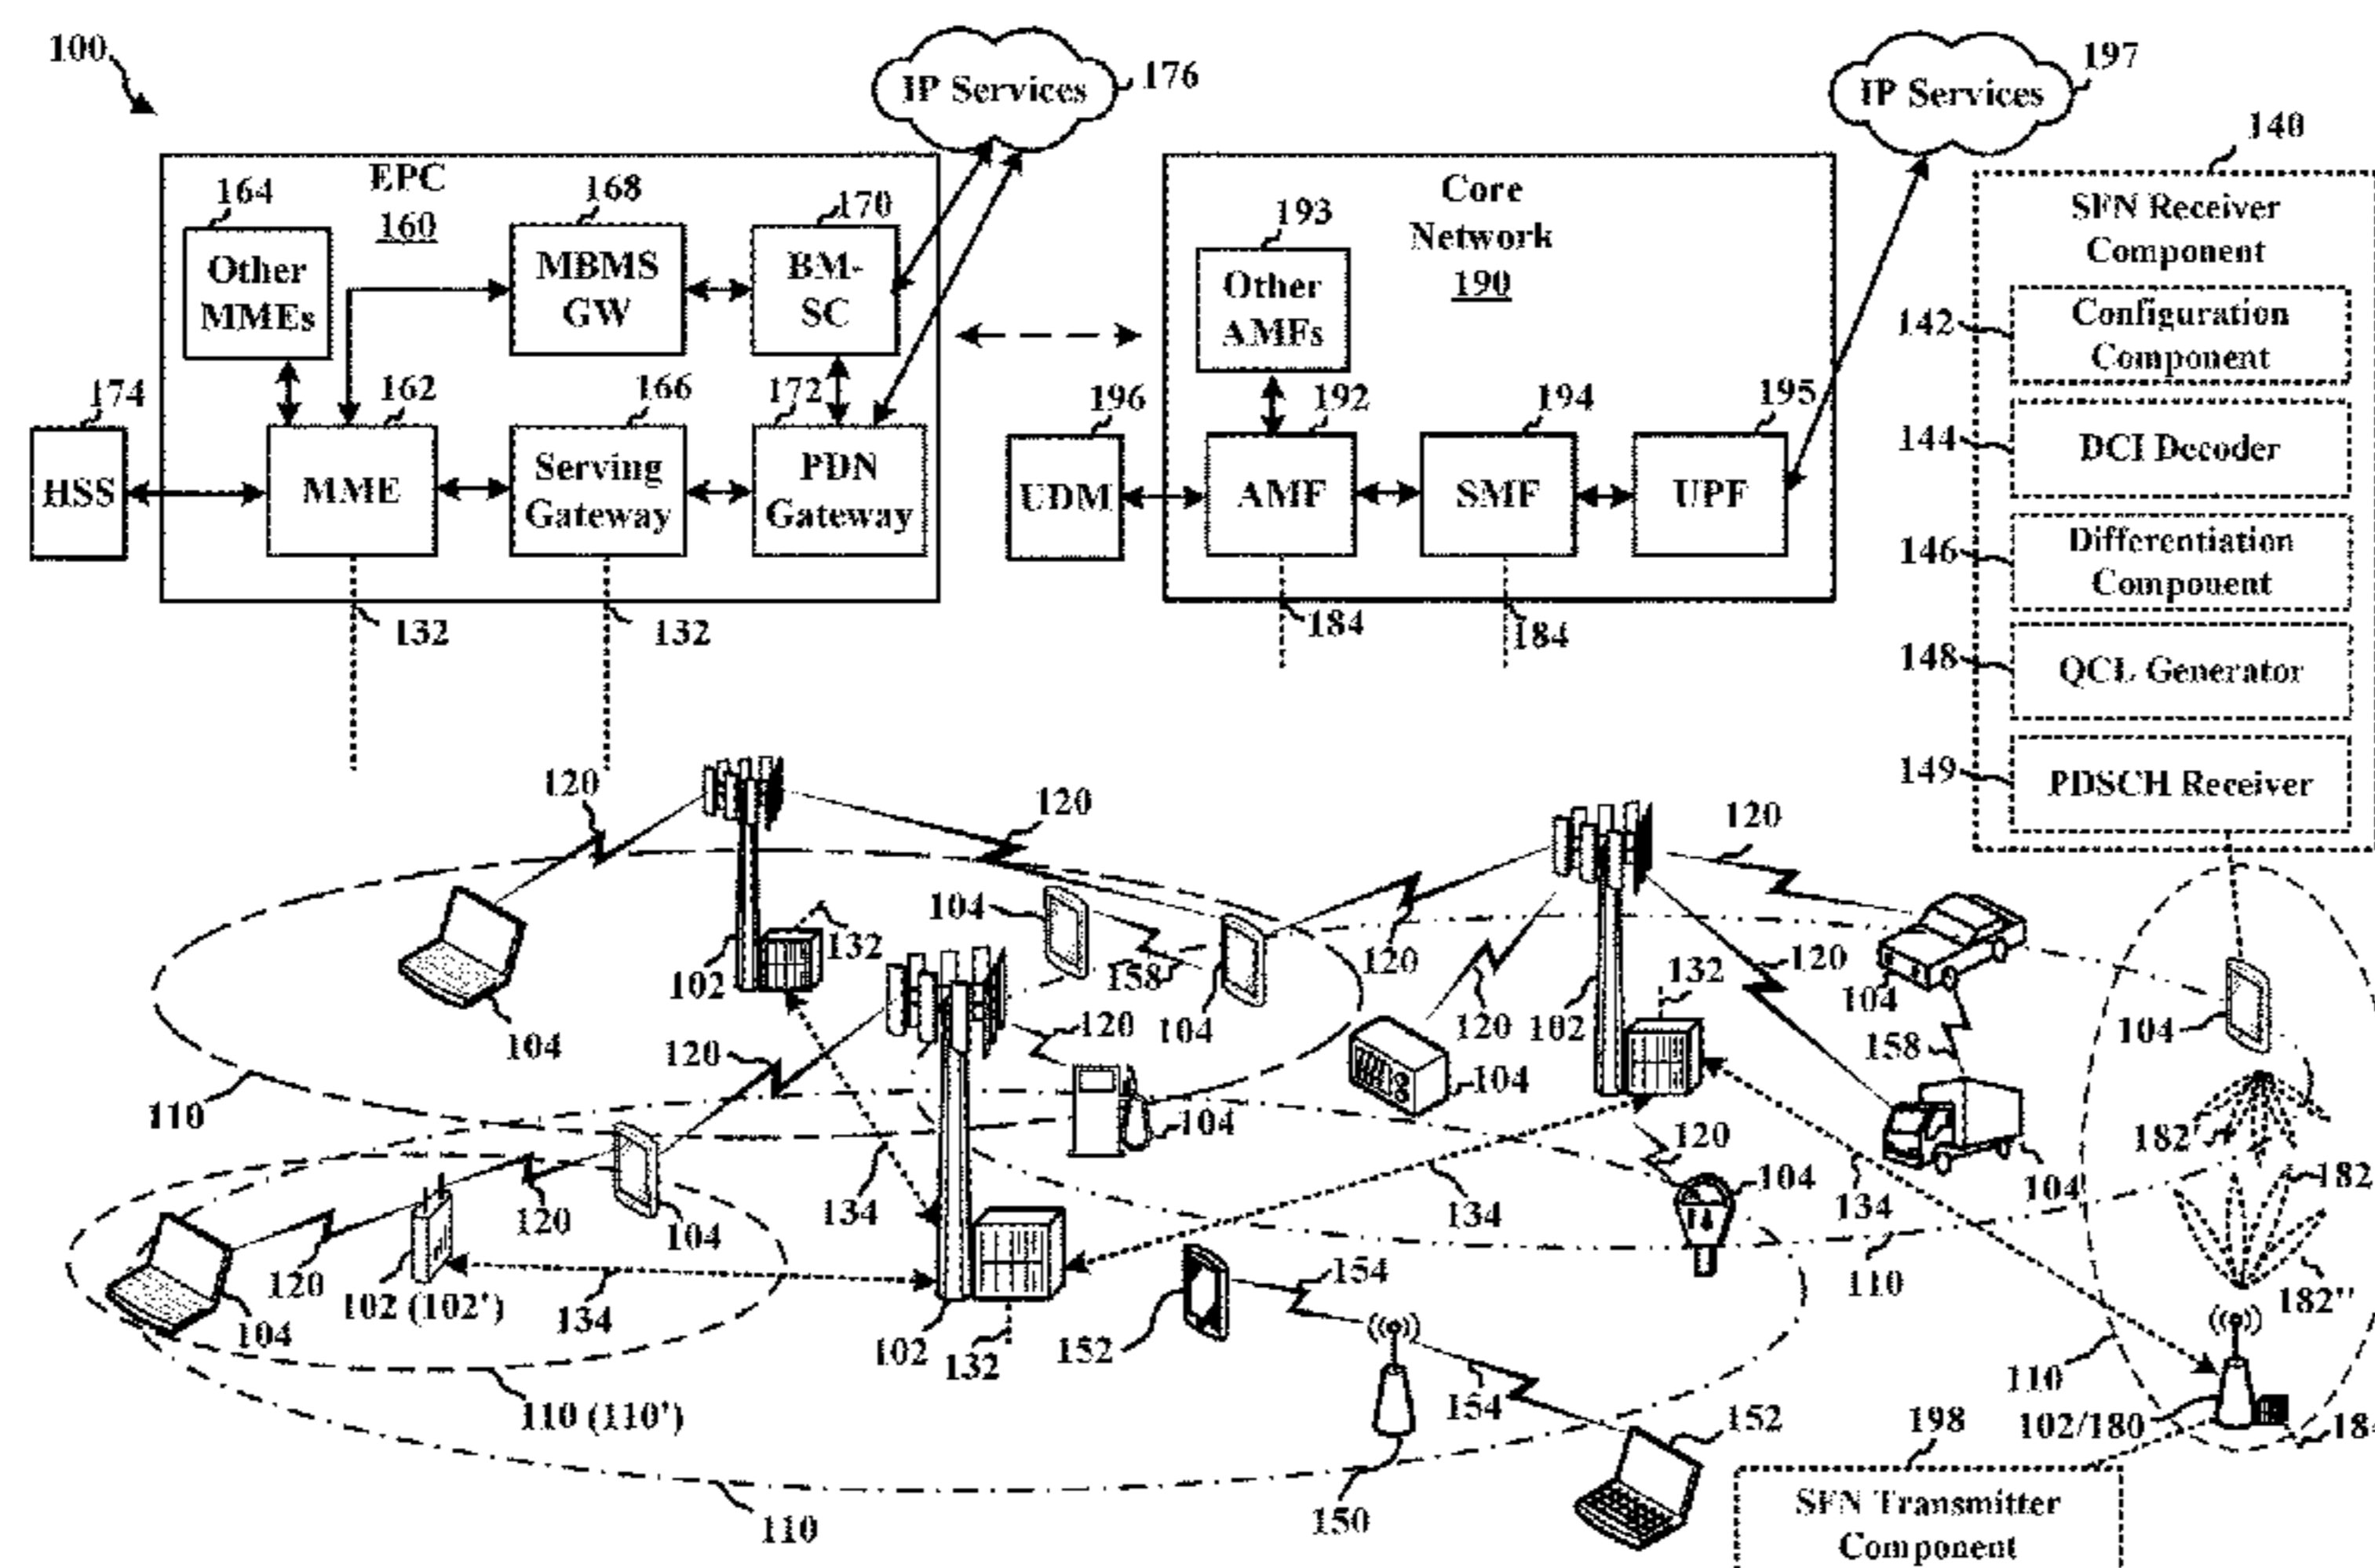 100
IP Services
176
IP Services
197
140
EPC
160
164
168
170
Other
MMEs
MBMS
GW
BM-
SC
Core
Network
190
193
Other
AMFs
SFN Receiver
Component
142
Configuration
Component
174
162
166
172
196
192
194
195
144
DCI Decoder
HSS
MME
Serving
Gateway
PDN
Gateway
UDM
AMF
SMF
UPF
146
Differentiation
Component
132
132
184
184
148
QCL Generator
149
PDSCH Receiver
120
120
120
104
132
102
158
104
120
120
132
102
120
104
104
158
104
120
120
104
110
104
104
120
182'
104
134
120
104
134
134
104
182
120
102 (102')
134
104
102
132
152
154
110
182''
110 (110')
154
110
102/180
184
198
152
110
150
SFN Transmitter
Component